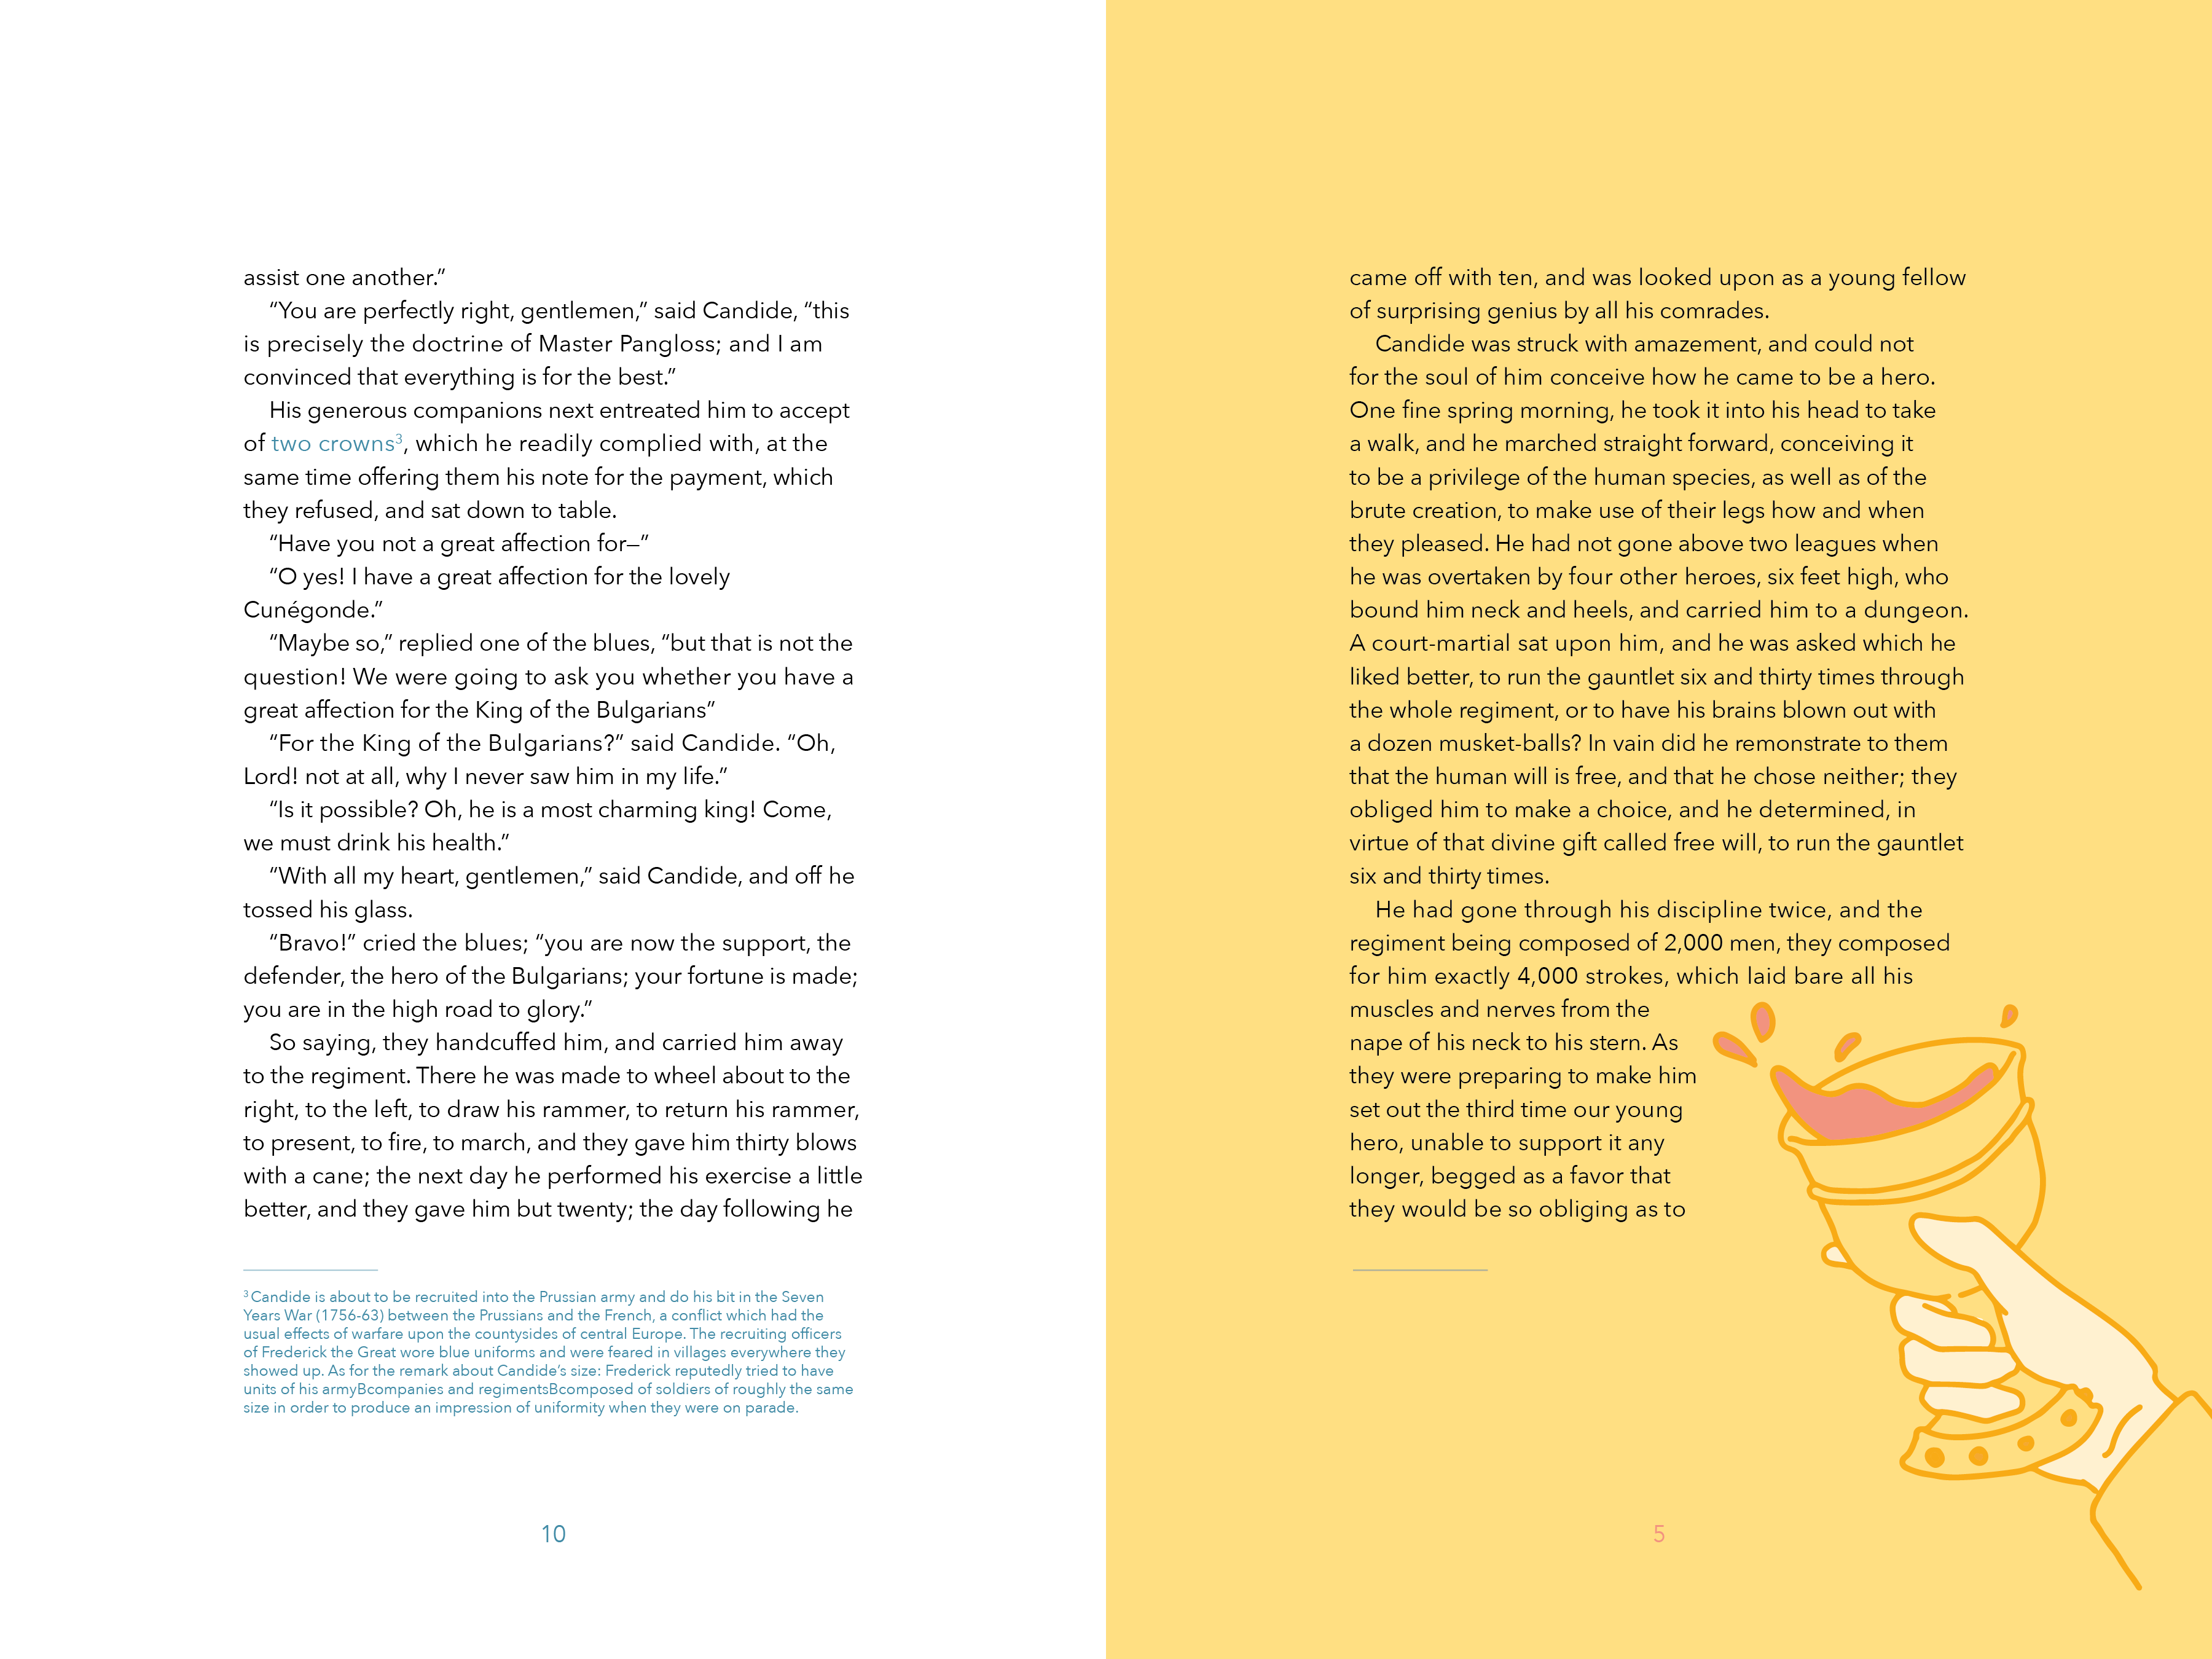 assist one another.”
“You are perfectly right, gentlemen,” said Candide, “this
is precisely the doctrine of Master Pangloss; and I am
convinced that everything is for the best.”
His generous companions next entreated him to accept
of two crowns³, which he readily complied with, at the
same time offering them his note for the payment, which
they refused, and sat down to table.
“Have you not a great affection for—”
“O yes! I have a great affection for the lovely
Cunégonde.”
“Maybe so,” replied one of the blues, “but that is not the
question! We were going to ask you whether you have a
great affection for the King of the Bulgarians”
“For the King of the Bulgarians?” said Candide. “Oh,
Lord! not at all, why I never saw him in my life.”
“Is it possible? Oh, he is a most charming king! Come,
we must drink his health.”
“With all my heart, gentlemen,” said Candide, and off he
tossed his glass.
“Bravo!” cried the blues; “you are now the support, the
defender, the hero of the Bulgarians; your fortune is made;
you are in the high road to glory.”
So saying, they handcuffed him, and carried him away
to the regiment. There he was made to wheel about to the
right, to the left, to draw his rammer, to return his rammer,
to present, to fire, to march, and they gave him thirty blows
with a cane; the next day he performed his exercise a little
better, and they gave him but twenty; the day following he
³ Candide is about to be recruited into the Prussian army and do his bit in the Seven
Years War (1756-63) between the Prussians and the French, a conflict which had the
usual effects of warfare upon the countysides of central Europe. The recruiting officers
of Frederick the Great wore blue uniforms and were feared in villages everywhere they
showed up. As for the remark about Candide’s size: Frederick reputedly tried to have
units of his armyBcompanies and regimentsBcomposed of soldiers of roughly the same
size in order to produce an impression of uniformity when they were on parade.
10
came off with ten, and was looked upon as a young fellow
of surprising genius by all his comrades.
Candide was struck with amazement, and could not
for the soul of him conceive how he came to be a hero.
One fine spring morning, he took it into his head to take
a walk, and he marched straight forward, conceiving it
to be a privilege of the human species, as well as of the
brute creation, to make use of their legs how and when
they pleased. He had not gone above two leagues when
he was overtaken by four other heroes, six feet high, who
bound him neck and heels, and carried him to a dungeon.
A court-martial sat upon him, and he was asked which he
liked better, to run the gauntlet six and thirty times through
the whole regiment, or to have his brains blown out with
a dozen musket-balls? In vain did he remonstrate to them
that the human will is free, and that he chose neither; they
obliged him to make a choice, and he determined, in
virtue of that divine gift called free will, to run the gauntlet
six and thirty times.
He had gone through his discipline twice, and the
regiment being composed of 2,000 men, they composed
for him exactly 4,000 strokes, which laid bare all his
muscles and nerves from the
nape of his neck to his stern. As
they were preparing to make him
set out the third time our young
hero, unable to support it any
longer, begged as a favor that
they would be so obliging as to
5